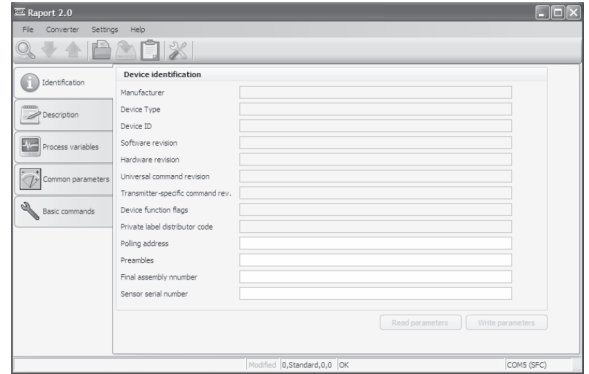 Raport 2.0
File Converter Settings Help
Identification
Description
Process variables
Common parameters
Basic commands
Device identification
Manufacturer
Device Type
Device ID
Software revision
Hardware revision
Universal command revision
Transmitter-specific command rev.
Device function flags
Private label distributor code
Polling address
Preambles
Final assembly nnumber
Sensor serial number
Read parameters Write parameters
Modified 0,Standard,0,0 OK COM5 (SFC)